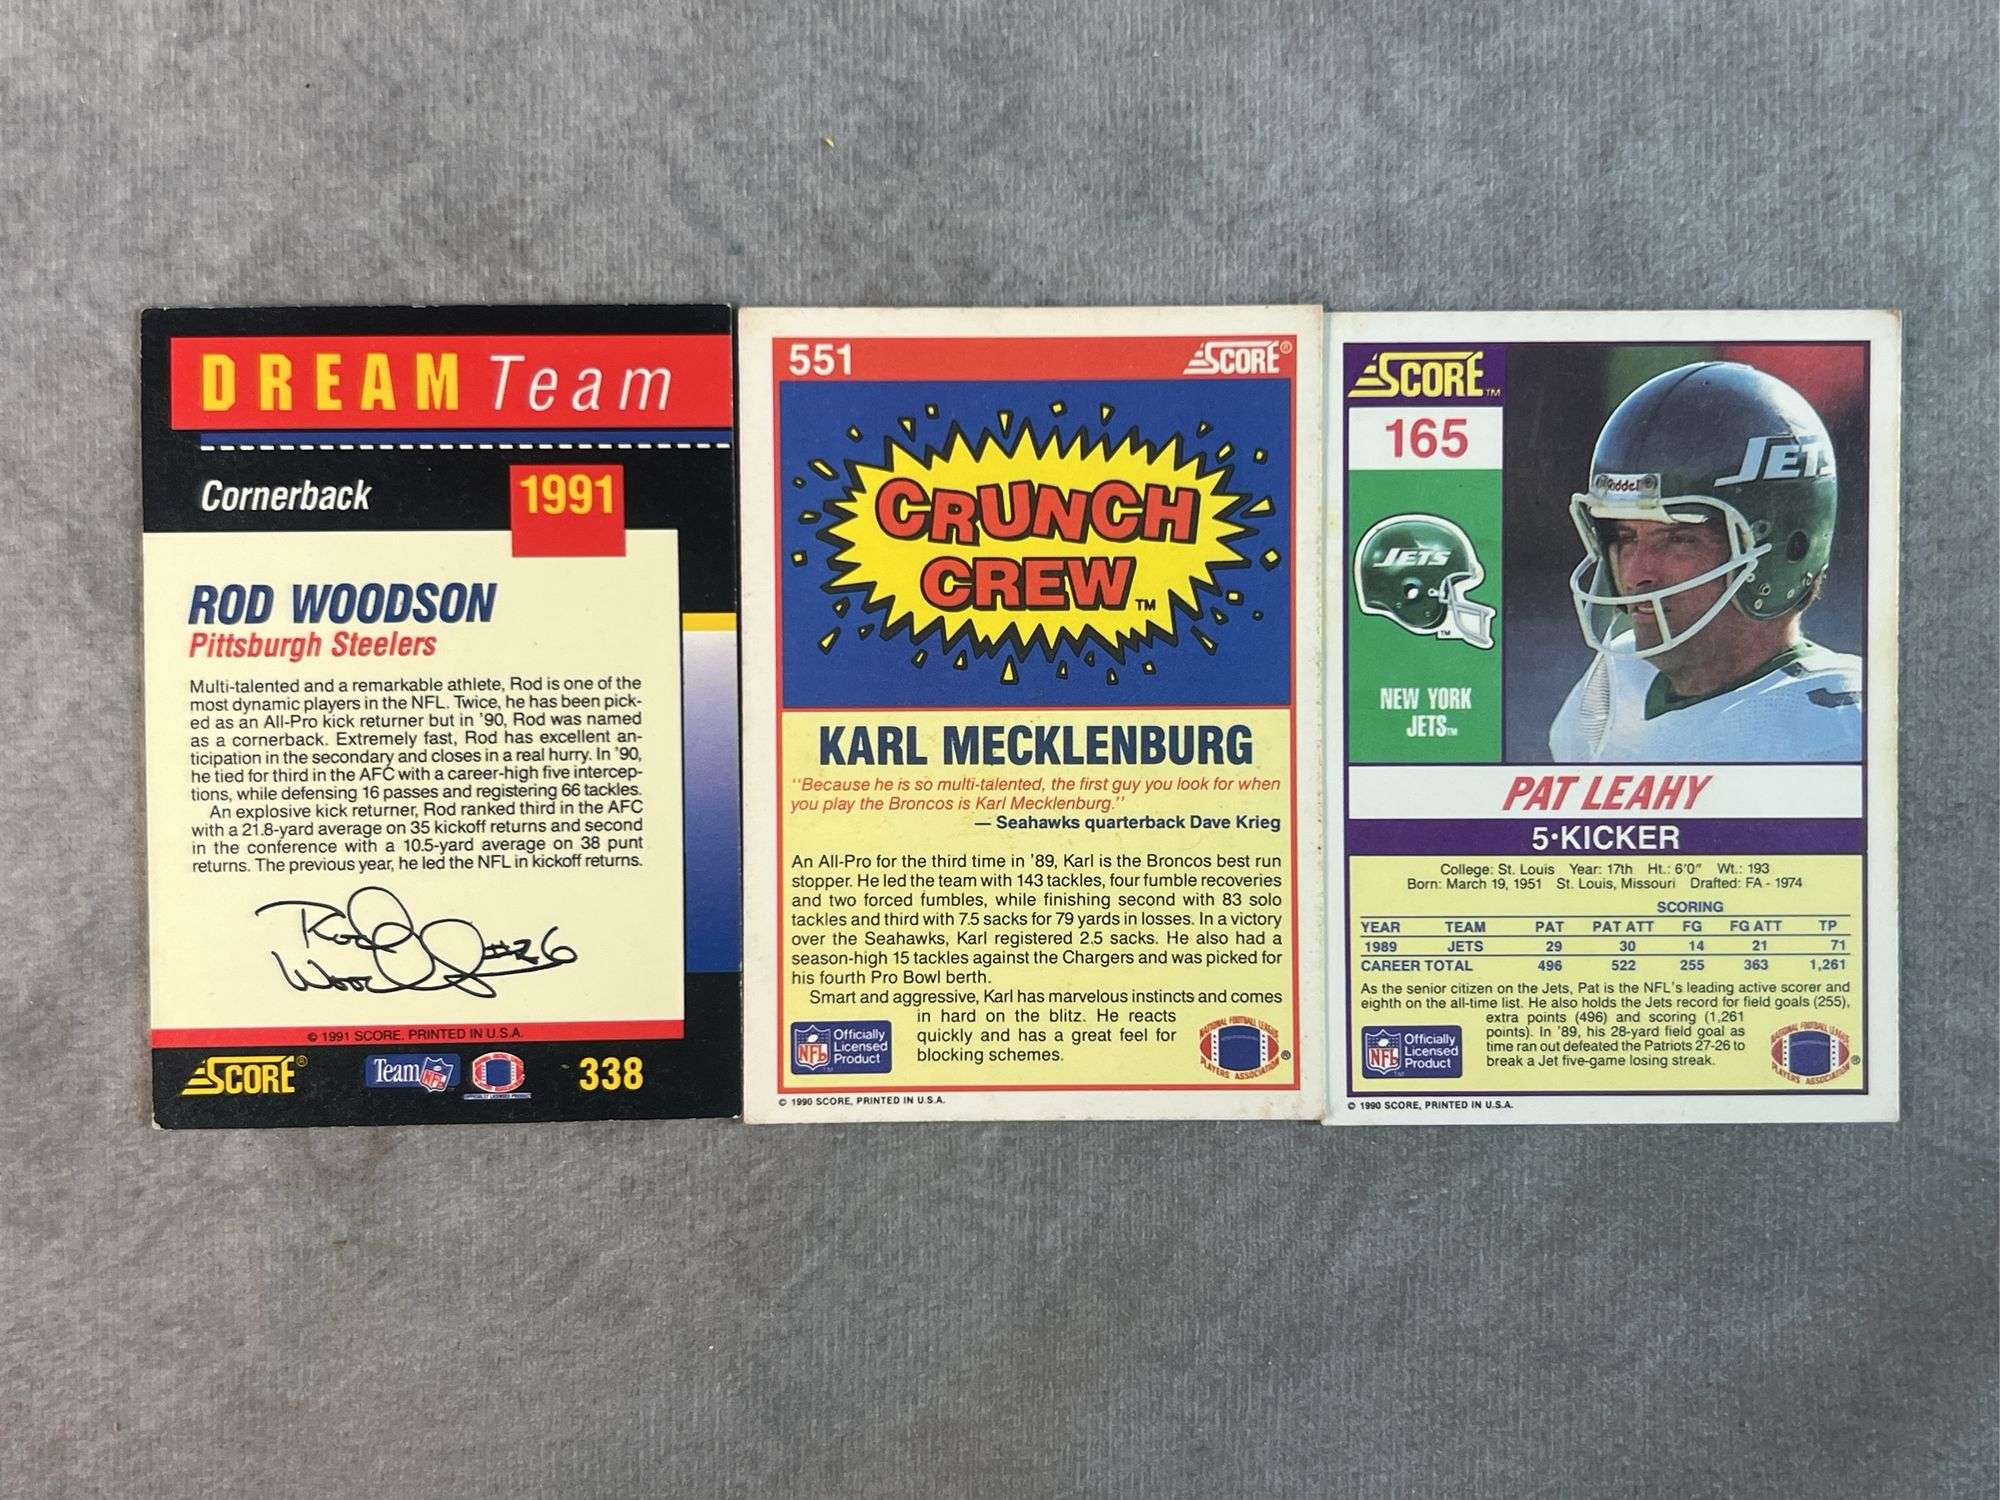 DREAM Team
Cornerback
1991
ROD WOODSON
Pittsburgh Steelers
Multi-talented and a remarkable athlete, Rod is one of the
most dynamic players in the NFL. Twice, he has been pick-
ed as an All-Pro kick returner but in '90, Rod was named
as a cornerback. Extremely fast, Rod has excellent an-
ticipation in the secondary and closes in a real hurry. In '90,
he tied for third in the AFC with a career-high five intercep-
tions, while defensing 16 passes and registering 66 tackles.
An explosive kick returner, Rod ranked third in the AFC
with a 21.8-yard average on 35 kickoff returns and second
in the conference with a 10.5-yard average on 38 punt
returns. The previous year, he led the NFL in kickoff returns.
Rod
Woodson #26
© 1991 SCORE, PRINTED IN U.S.A.
SCORE®
Team NFL
338
551
SCORE®
CRUNCH
CREW™
KARL MECKLENBURG
"Because he is so multi-talented, the first guy you look for when
you play the Broncos is Karl Mecklenburg."
— Seahawks quarterback Dave Krieg
An All-Pro for the third time in '89, Karl is the Broncos best run
stopper. He led the team with 143 tackles, four fumble recoveries
and two forced fumbles, while finishing second with 83 solo
tackles and third with 7.5 sacks for 79 yards in losses. In a victory
over the Seahawks, Karl registered 2.5 sacks. He also had a
season-high 15 tackles against the Chargers and was picked for
his fourth Pro Bowl berth.
Smart and aggressive, Karl has marvelous instincts and comes
in hard on the blitz. He reacts
quickly and has a great feel for
blocking schemes.
NFL
Officially
Licensed
Product
NATIONAL FOOTBALL LEAGUE
PLAYERS ASSOCIATION
®
© 1990 SCORE, PRINTED IN U.S.A.
SCORE™
165
JETS
Riddell
JETS
TM
NEW YORK
JETS™
PAT LEAHY
5·KICKER
College: St. Louis Year: 17th Ht.: 6'0" Wt.: 193
Born: March 19, 1951 St. Louis, Missouri Drafted: FA - 1974
SCORING
YEAR TEAM PAT PAT ATT FG FG ATT TP
1989 JETS 29 30 14 21 71
CAREER TOTAL 496 522 255 363 1,261
As the senior citizen on the Jets, Pat is the NFL's leading active scorer and
eighth on the all-time list. He also holds the Jets record for field goals (255),
extra points (496) and scoring (1,261
points). In '89, his 28-yard field goal as
time ran out defeated the Patriots 27-26 to
break a Jet five-game losing streak.
NFL
Officially
Licensed
Product
NATIONAL FOOTBALL LEAGUE
PLAYERS ASSOCIATION
®
© 1990 SCORE, PRINTED IN U.S.A.